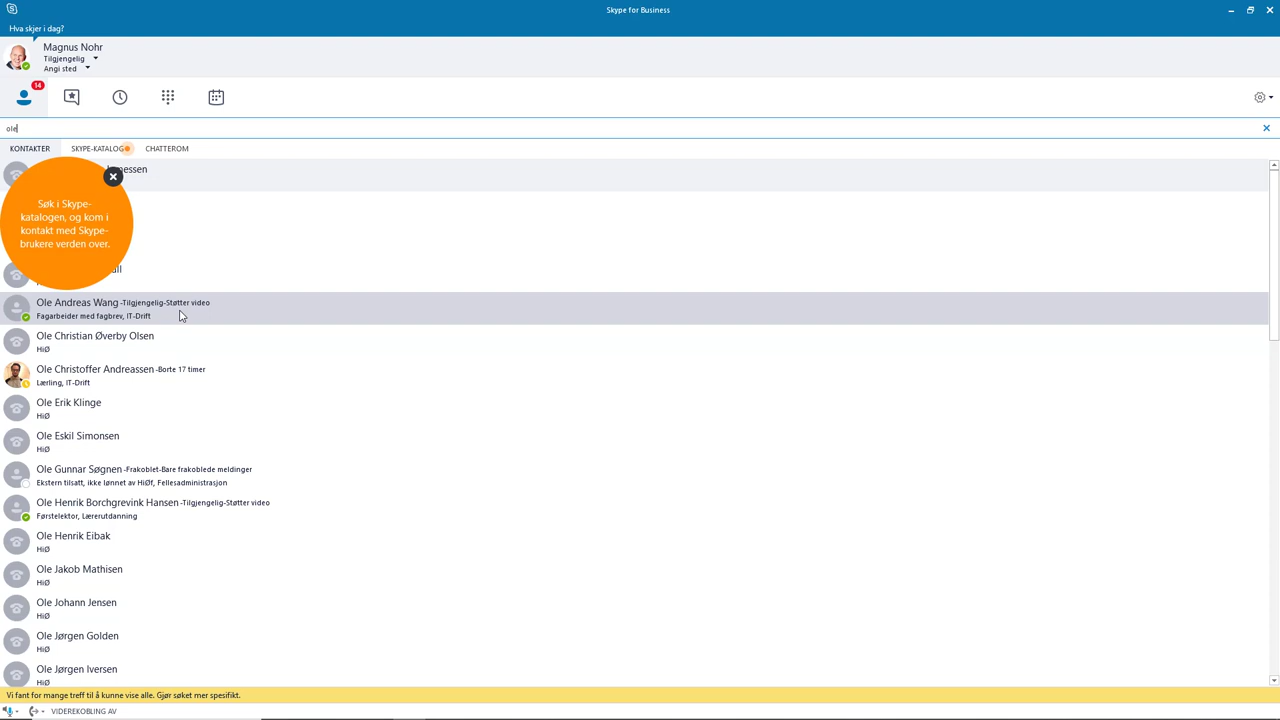 Skype for Business
Hva skjer i dag?
Magnus Nohr
Tilgjengelig
Angi sted
14
ole
KONTAKTER SKYPE-KATALOG CHATTEROM
Søk i Skype-
katalogen, og kom i
kontakt med Skype-
brukere verden over.
Ole Andreas Wang -Tilgjengelig-Støtter video
Fagarbeider med fagbrev, IT-Drift
Ole Christian Øverby Olsen
HiØ
Ole Christoffer Andreassen -Borte 17 timer
Lærling, IT-Drift
Ole Erik Klinge
HiØ
Ole Eskil Simonsen
HiØ
Ole Gunnar Søgnen -Frakoblet-Bare frakoblede meldinger
Ekstern tilsatt, ikke lønnet av HiØf, Fellesadministrasjon
Ole Henrik Borchgrevink Hansen -Tilgjengelig-Støtter video
Førstelektor, Lærerutdanning
Ole Henrik Eibak
HiØ
Ole Jakob Mathisen
HiØ
Ole Johann Jensen
HiØ
Ole Jørgen Golden
HiØ
Ole Jørgen Iversen
HiØ
Vi fant for mange treff til å kunne vise alle. Gjør søket mer spesifikt.
VIDEREKOBLING AV